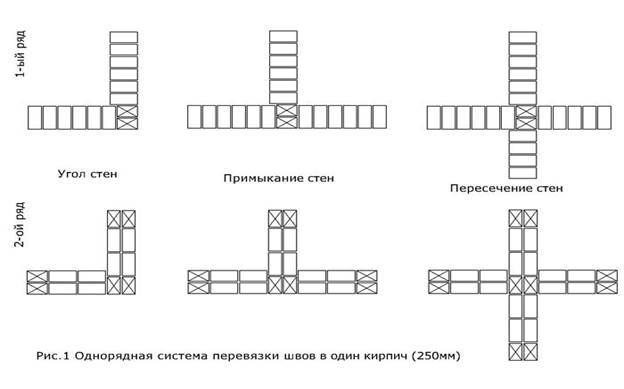 1-ый ряд
Угол стен
Примыкание стен
Пересечение стен
2-ой ряд
Рис.1 Однорядная система перевязки швов в один кирпич (250мм)